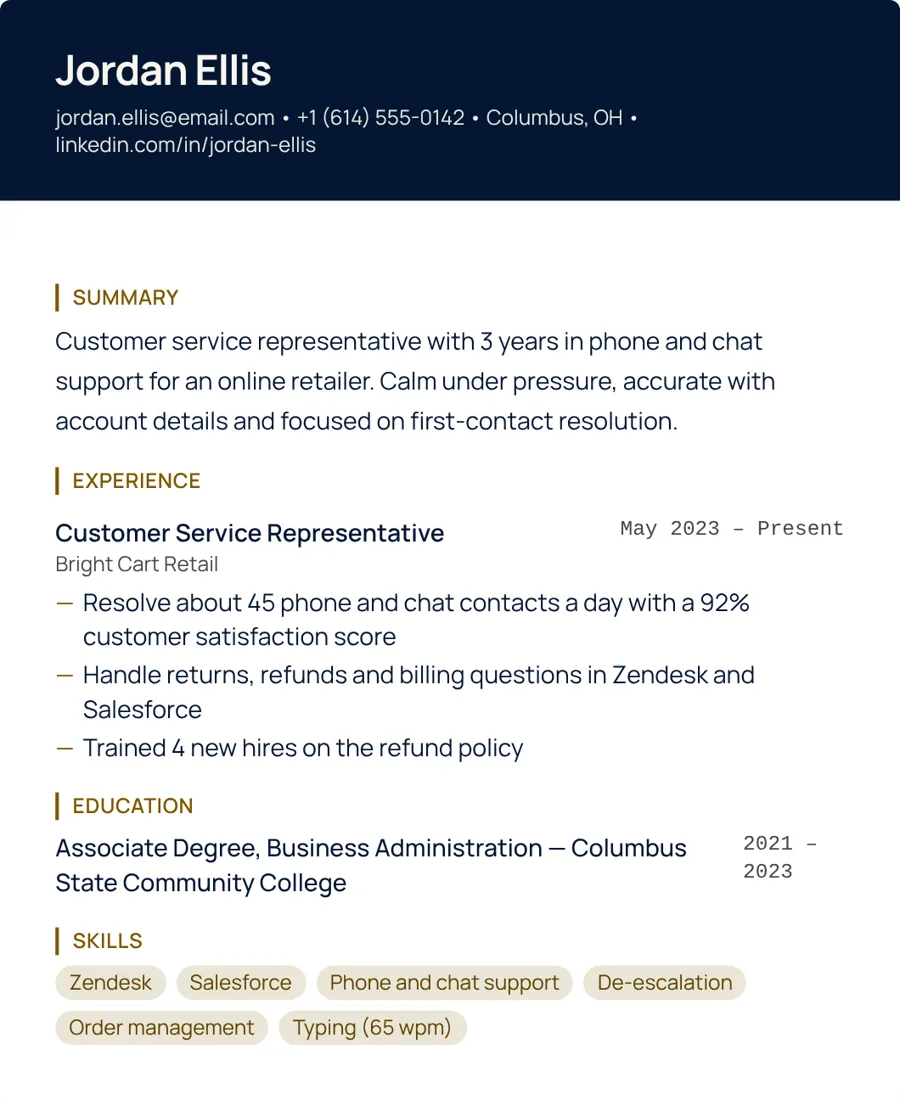 Jordan Ellis
jordan.ellis@email.com • +1 (614) 555-0142 • Columbus, OH •
linkedin.com/in/jordan-ellis
SUMMARY
Customer service representative with 3 years in phone and chat
support for an online retailer. Calm under pressure, accurate with
account details and focused on first-contact resolution.
EXPERIENCE
Customer Service Representative May 2023 – Present
Bright Cart Retail
— Resolve about 45 phone and chat contacts a day with a 92%
customer satisfaction score
— Handle returns, refunds and billing questions in Zendesk and
Salesforce
— Trained 4 new hires on the refund policy
EDUCATION
Associate Degree, Business Administration — Columbus 2021 –
State Community College 2023
SKILLS
Zendesk Salesforce Phone and chat support De-escalation
Order management Typing (65 wpm)